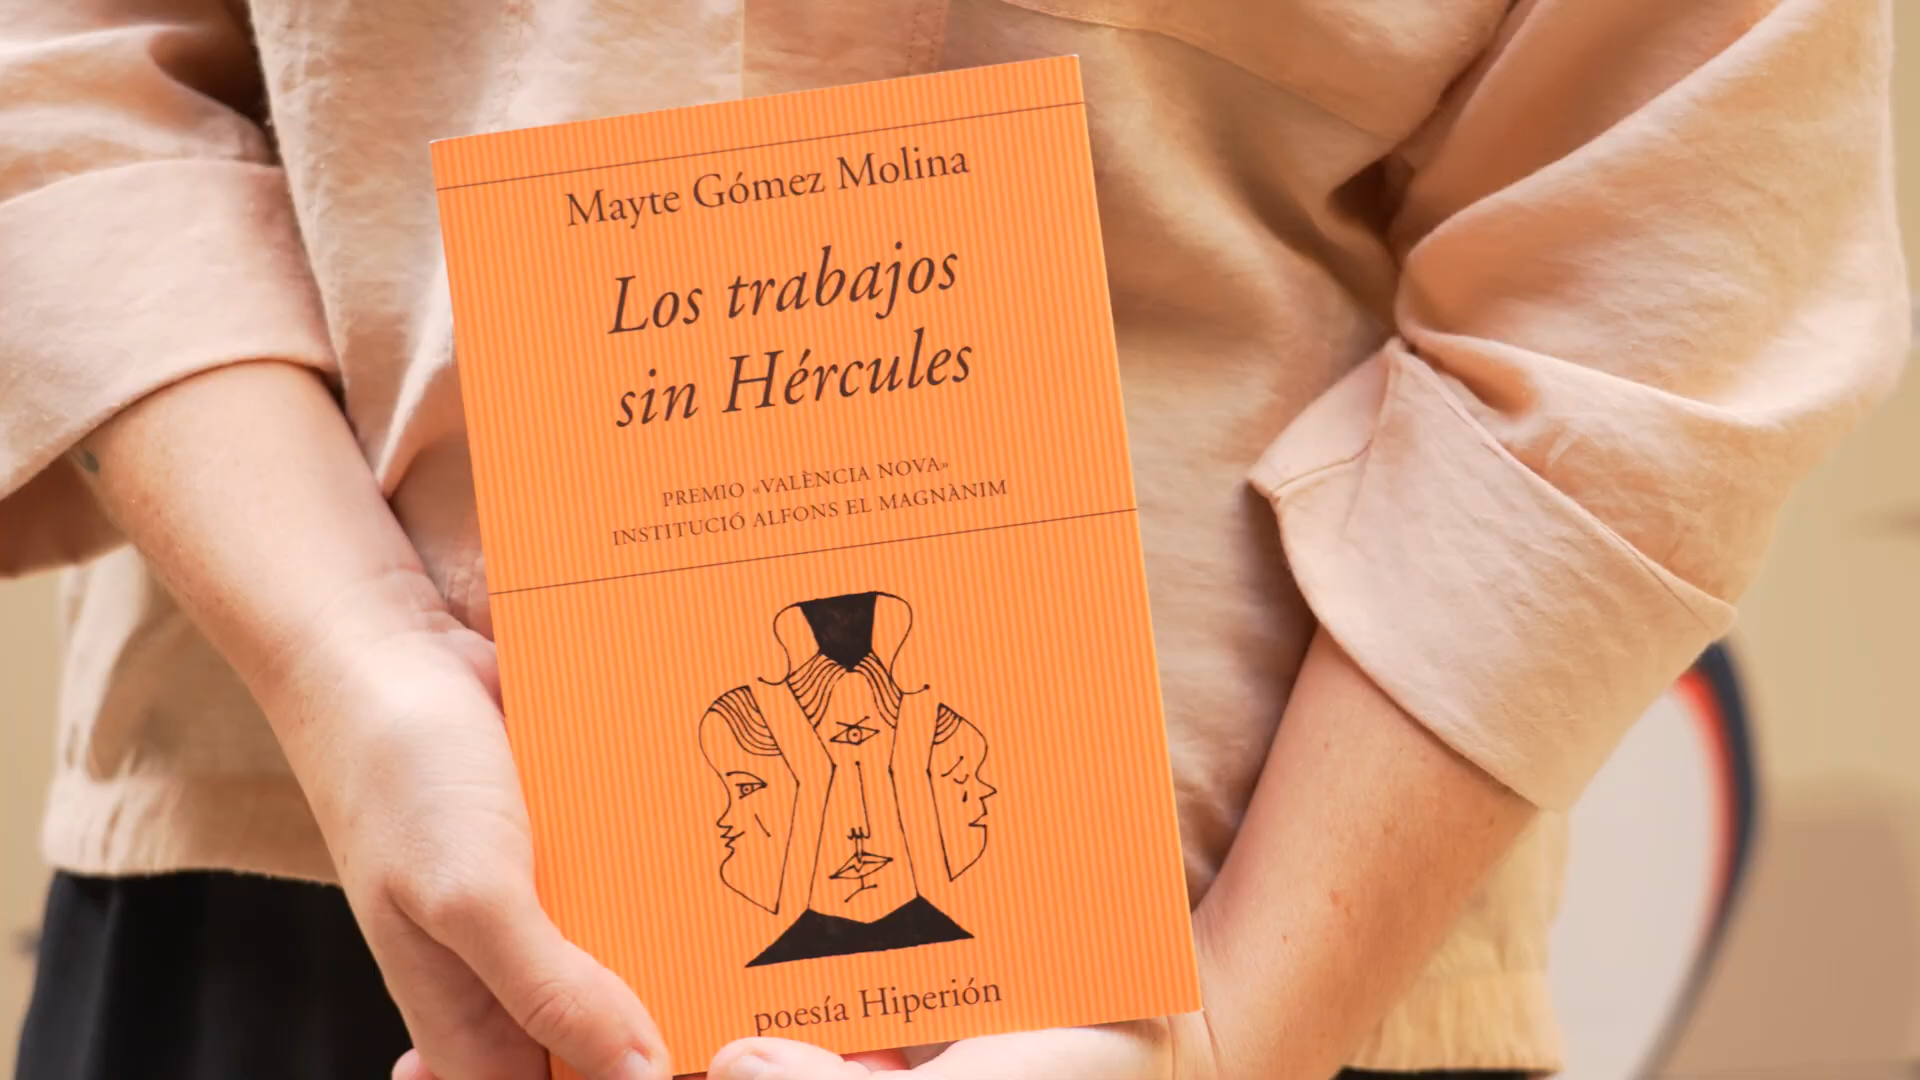 Mayte Gómez Molina
Los trabajos
sin Hércules
PREMIO «VALÈNCIA NOVA»
INSTITUCIÓ ALFONS EL MAGNÀNIM
poesía Hiperión